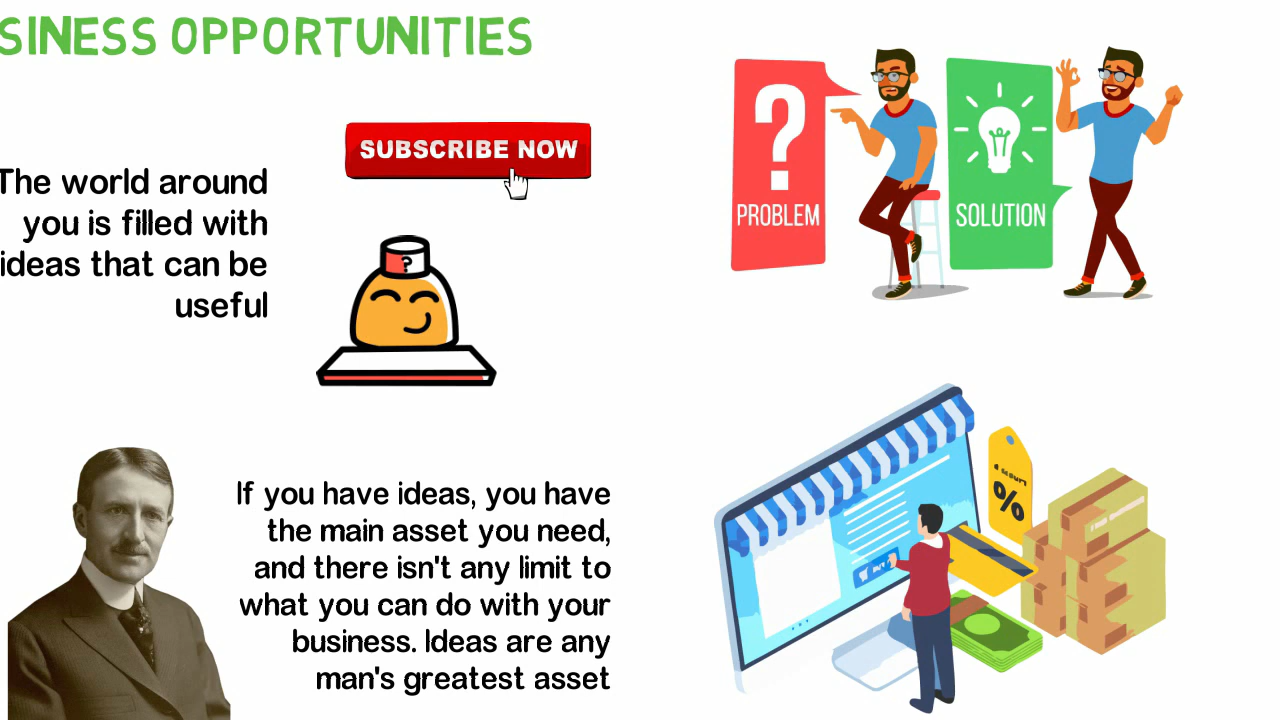 SINESS OPPORTUNITIES
SUBSCRIBE NOW
The world around
you is filled with
ideas that can be
useful
?
?
PROBLEM
SOLUTION
If you have ideas, you have
the main asset you need,
and there isn't any limit to
what you can do with your
business. Ideas are any
man's greatest asset
%